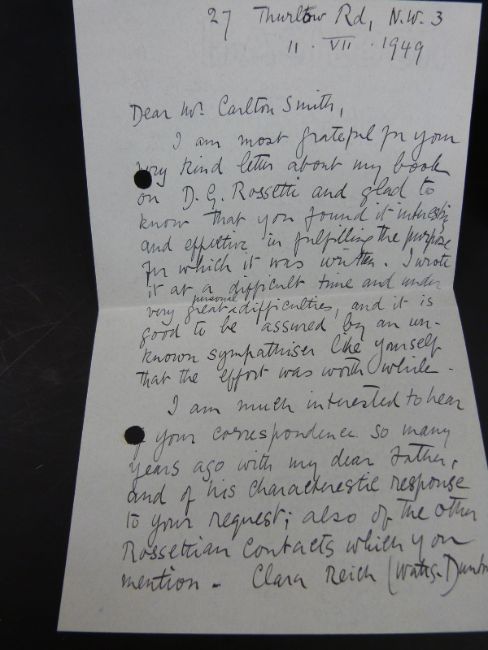 27 Thurlow Rd, N.W. 3
11 · VII · 1949
Dear Mr. Carlton Smith,
I am most grateful for your
very kind letter about my book
on D. G. Rossetti and glad to
know that you found it interesting
and effective in fulfilling the purpose
for which it was written. I wrote
it at a difficult time and under
personal
very great difficulties, and it is
good to be assured by an un-
known sympathiser like yourself
that the effort was worth while.
I am much interested to hear
of your correspondence so many
years ago with my dear Father,
and of his characteristic response
to your request; also of the other
Rossettian contacts which you
mention - Clara Reich (Watts-Dunton